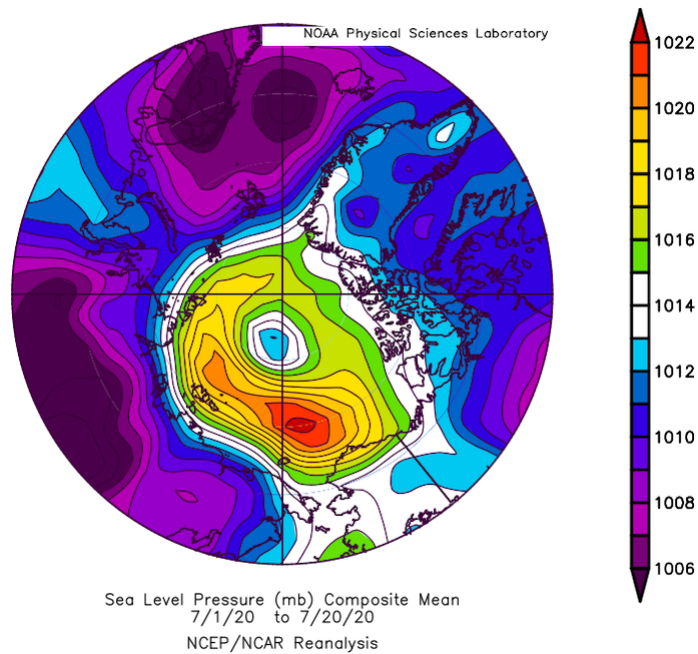 NOAA Physical Sciences Laboratory
1022
1020
1018
1016
1014
1012
1010
1008
1006
Sea Level Pressure (mb) Composite Mean
7/1/20 to 7/20/20
NCEP/NCAR Reanalysis